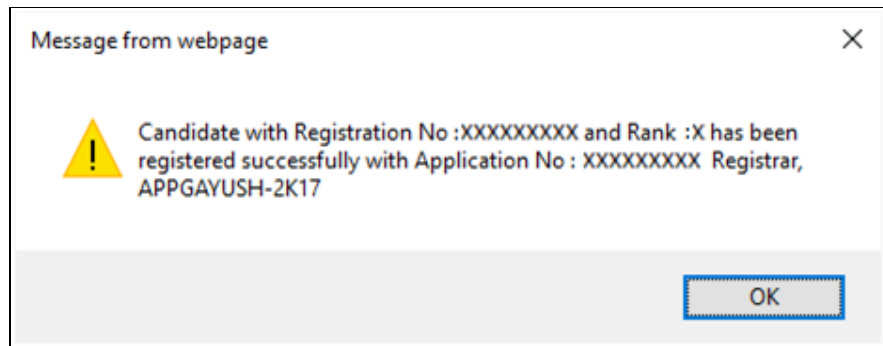 Message from webpage
Candidate with Registration No :XXXXXXXXX and Rank :X has been
registered successfully with Application No : XXXXXXXXX Registrar,
APPGAYUSH-2K17
OK